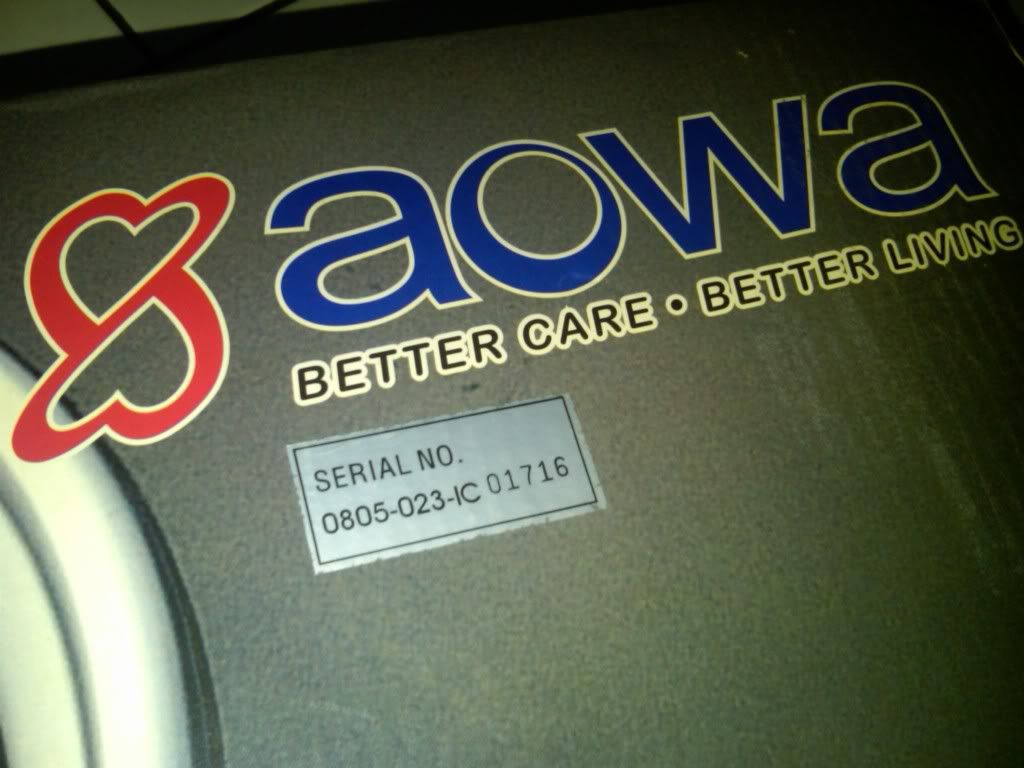 aowa
BETTER CARE • BETTER LIVING
SERIAL NO.
0805-023-IC 01716